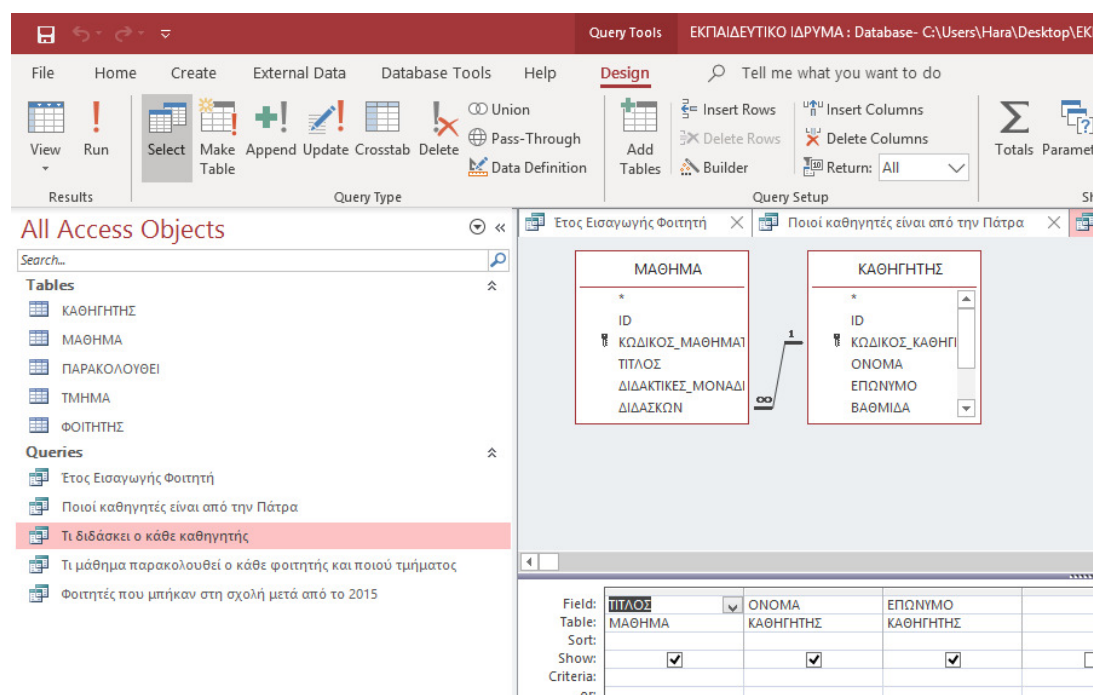 Query Tools ΕΚΠΑΙΔΕΥΤΙΚΟ ΙΔΡΥΜΑ : Database- C:\Users\Hara\Desktop\ΕΚ
File Home Create External Data Database Tools Help Design Tell me what you want to do
View Run Select Make Table Append Update Crosstab Delete
Union
Pass-Through
Data Definition
Add Tables
Insert Rows
Delete Rows
Builder
Insert Columns
Delete Columns
Return: All
Totals Paramet
Results Query Type Query Setup Sh
All Access Objects
Search...
Tables
ΚΑΘΗΓΗΤΗΣ
ΜΑΘΗΜΑ
ΠΑΡΑΚΟΛΟΥΘΕΙ
ΤΜΗΜΑ
ΦΟΙΤΗΤΗΣ
Queries
Έτος Εισαγωγής Φοιτητή
Ποιοί καθηγητές είναι από την Πάτρα
Τι διδάσκει ο κάθε καθηγητής
Τι μάθημα παρακολουθεί ο κάθε φοιτητής και ποιού τμήματος
Φοιτητές που μπήκαν στη σχολή μετά από το 2015
Έτος Εισαγωγής Φοιτητή Ποιοί καθηγητές είναι από την Πάτρα
ΜΑΘΗΜΑ
*
ID
ΚΩΔΙΚΟΣ_ΜΑΘΗΜΑΤ
ΤΙΤΛΟΣ
ΔΙΔΑΚΤΙΚΕΣ_ΜΟΝΑΔΙ
ΔΙΔΑΣΚΩΝ
1
∞
ΚΑΘΗΓΗΤΗΣ
*
ID
ΚΩΔΙΚΟΣ_ΚΑΘΗΓΙ
ΟΝΟΜΑ
ΕΠΩΝΥΜΟ
ΒΑΘΜΙΔΑ
Field: ΤΙΤΛΟΣ ΟΝΟΜΑ ΕΠΩΝΥΜΟ
Table: ΜΑΘΗΜΑ ΚΑΘΗΓΗΤΗΣ ΚΑΘΗΓΗΤΗΣ
Sort:
Show:
Criteria:
or: